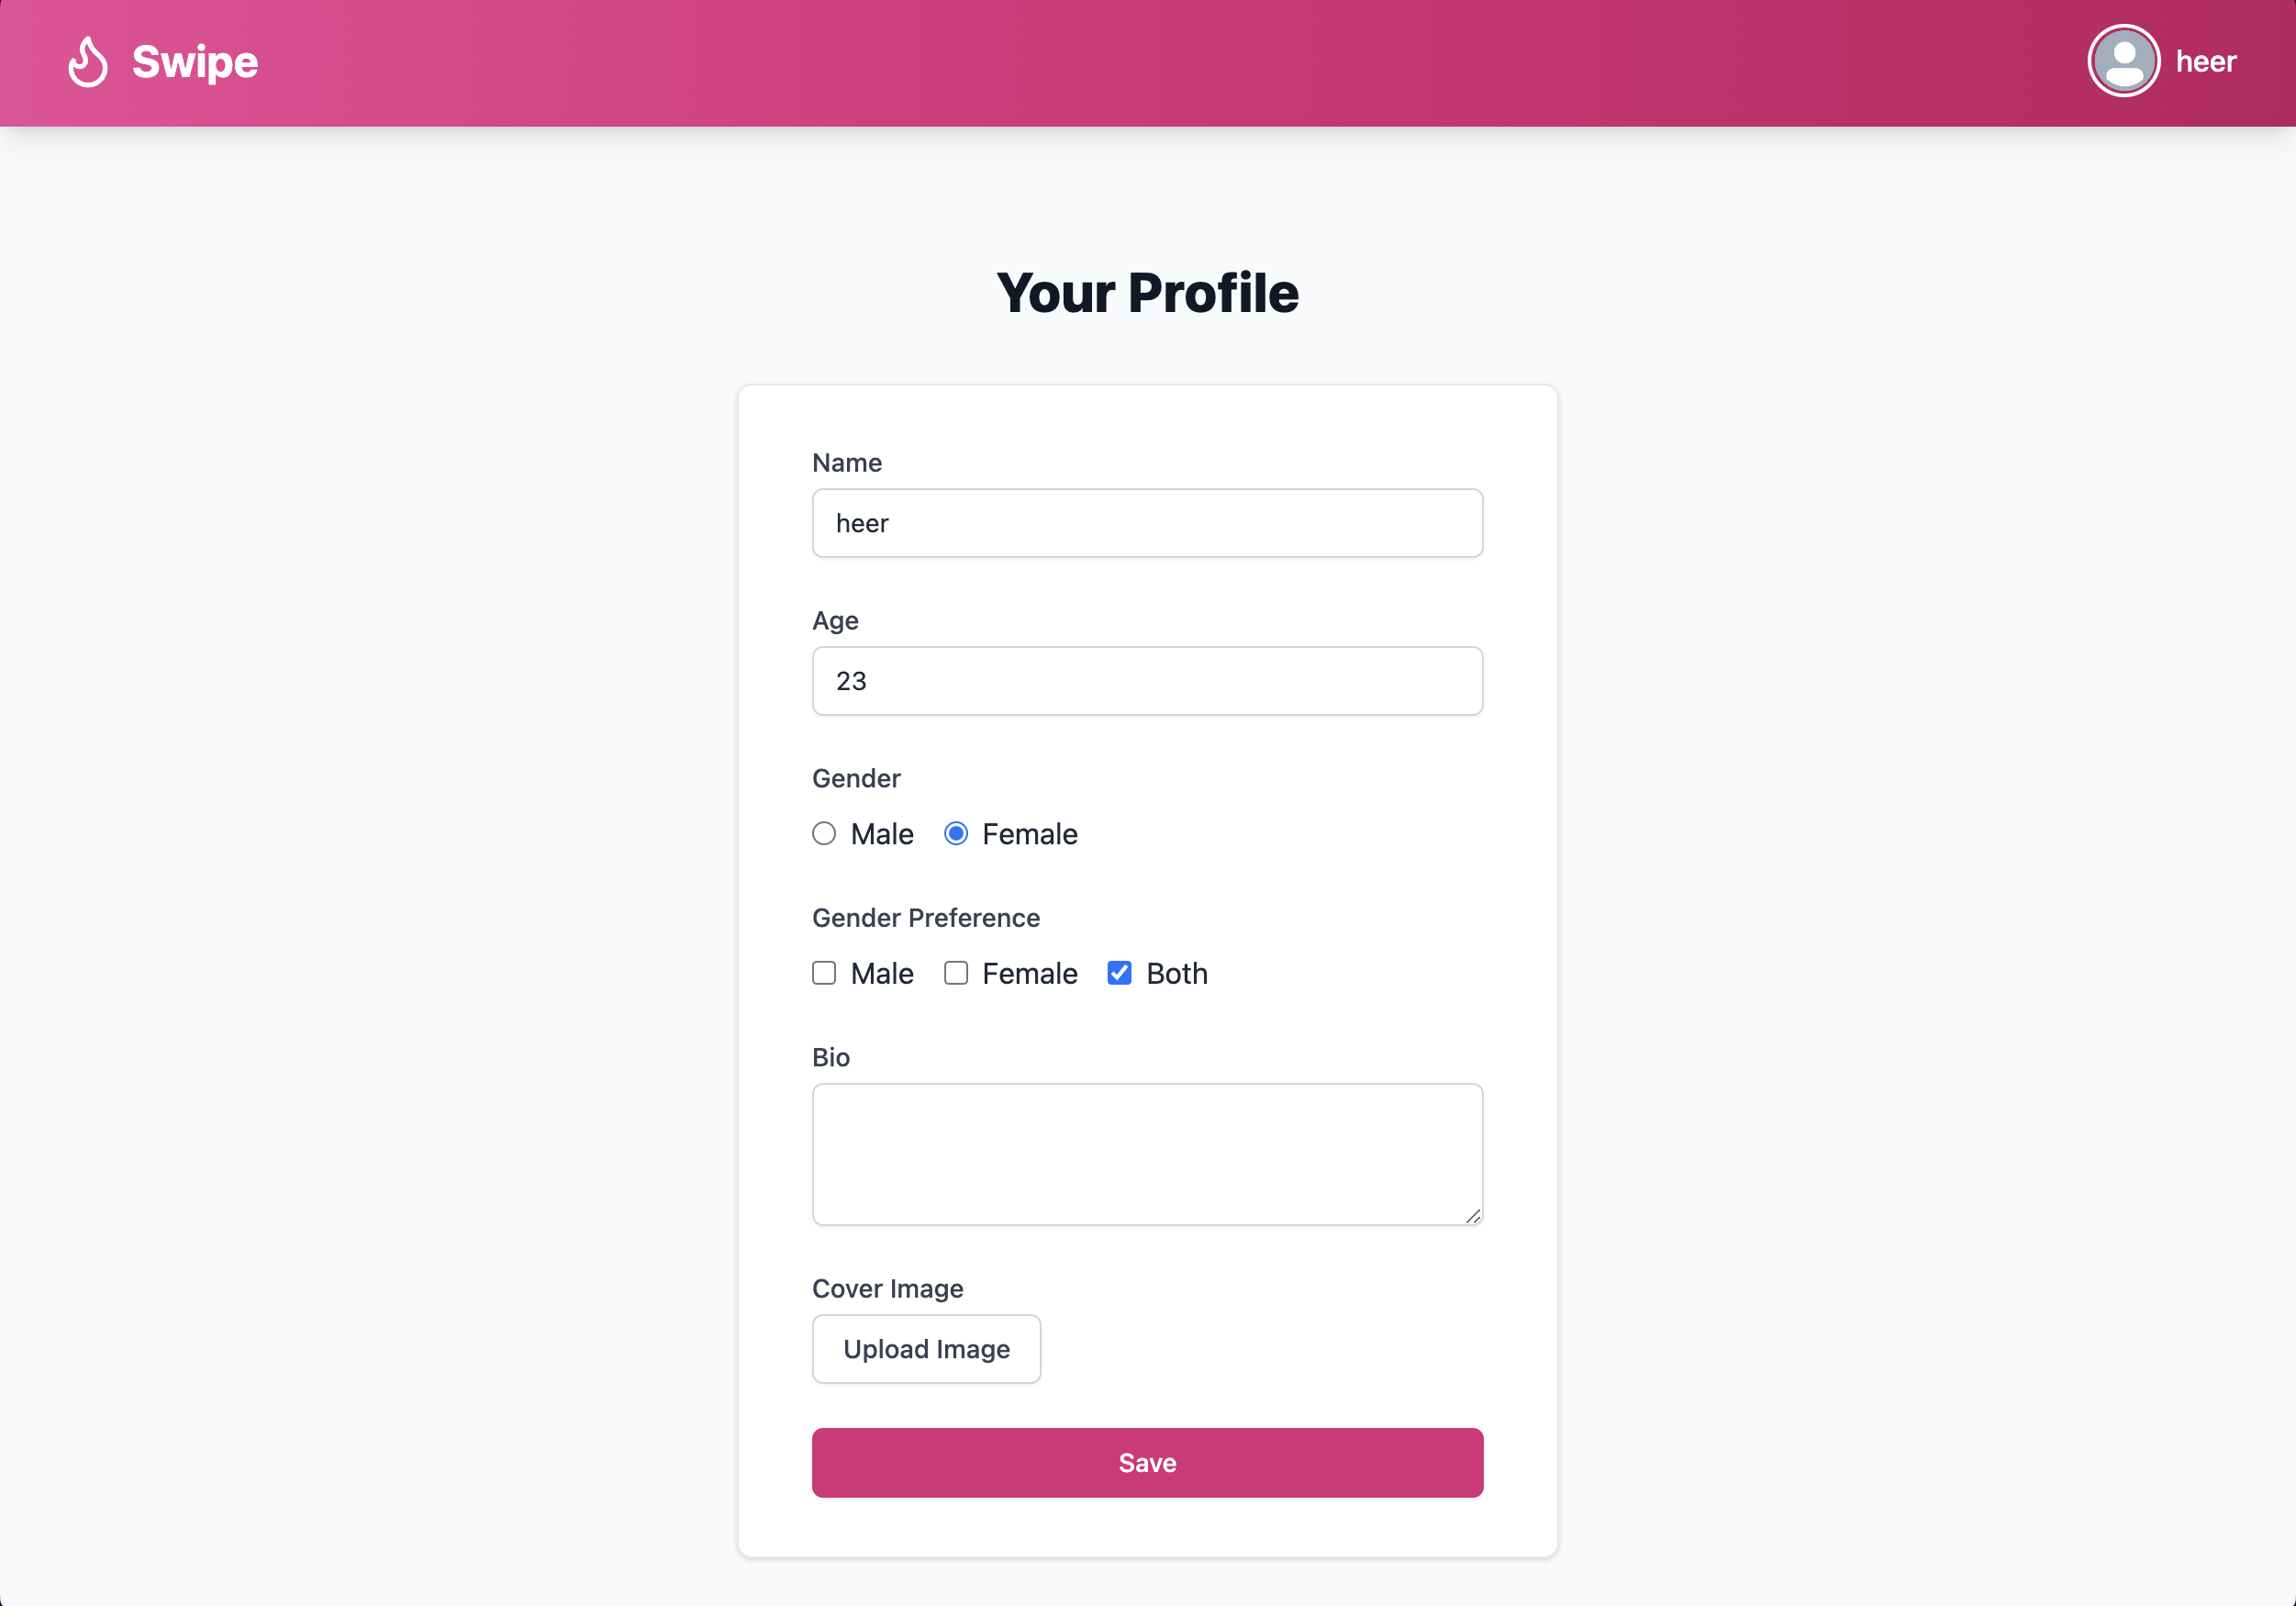 Swipe
heer
Your Profile
Name
heer
Age
23
Gender
Male Female
Gender Preference
Male Female Both
Bio
Cover Image
Upload Image
Save